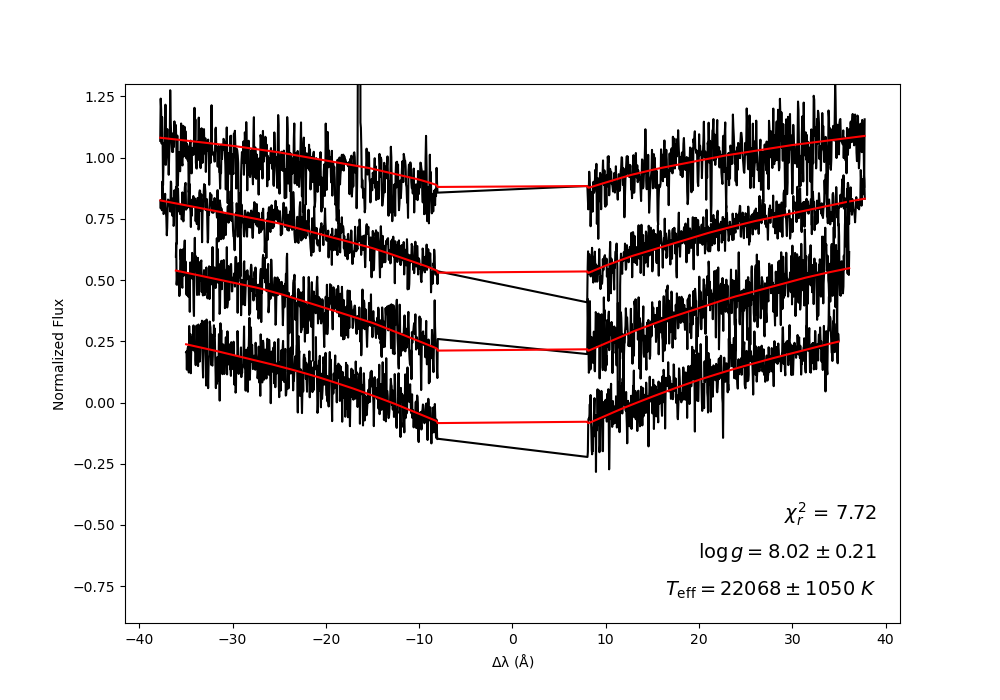 1.25
1.00
0.75
0.50
0.25
0.00
−0.25
−0.50
−0.75
Normalized Flux
χ²ᵣ = 7.72
log g = 8.02 ± 0.21
T_eff = 22068 ± 1050 K
−40 −30 −20 −10 0 10 20 30 40
Δλ (Å)